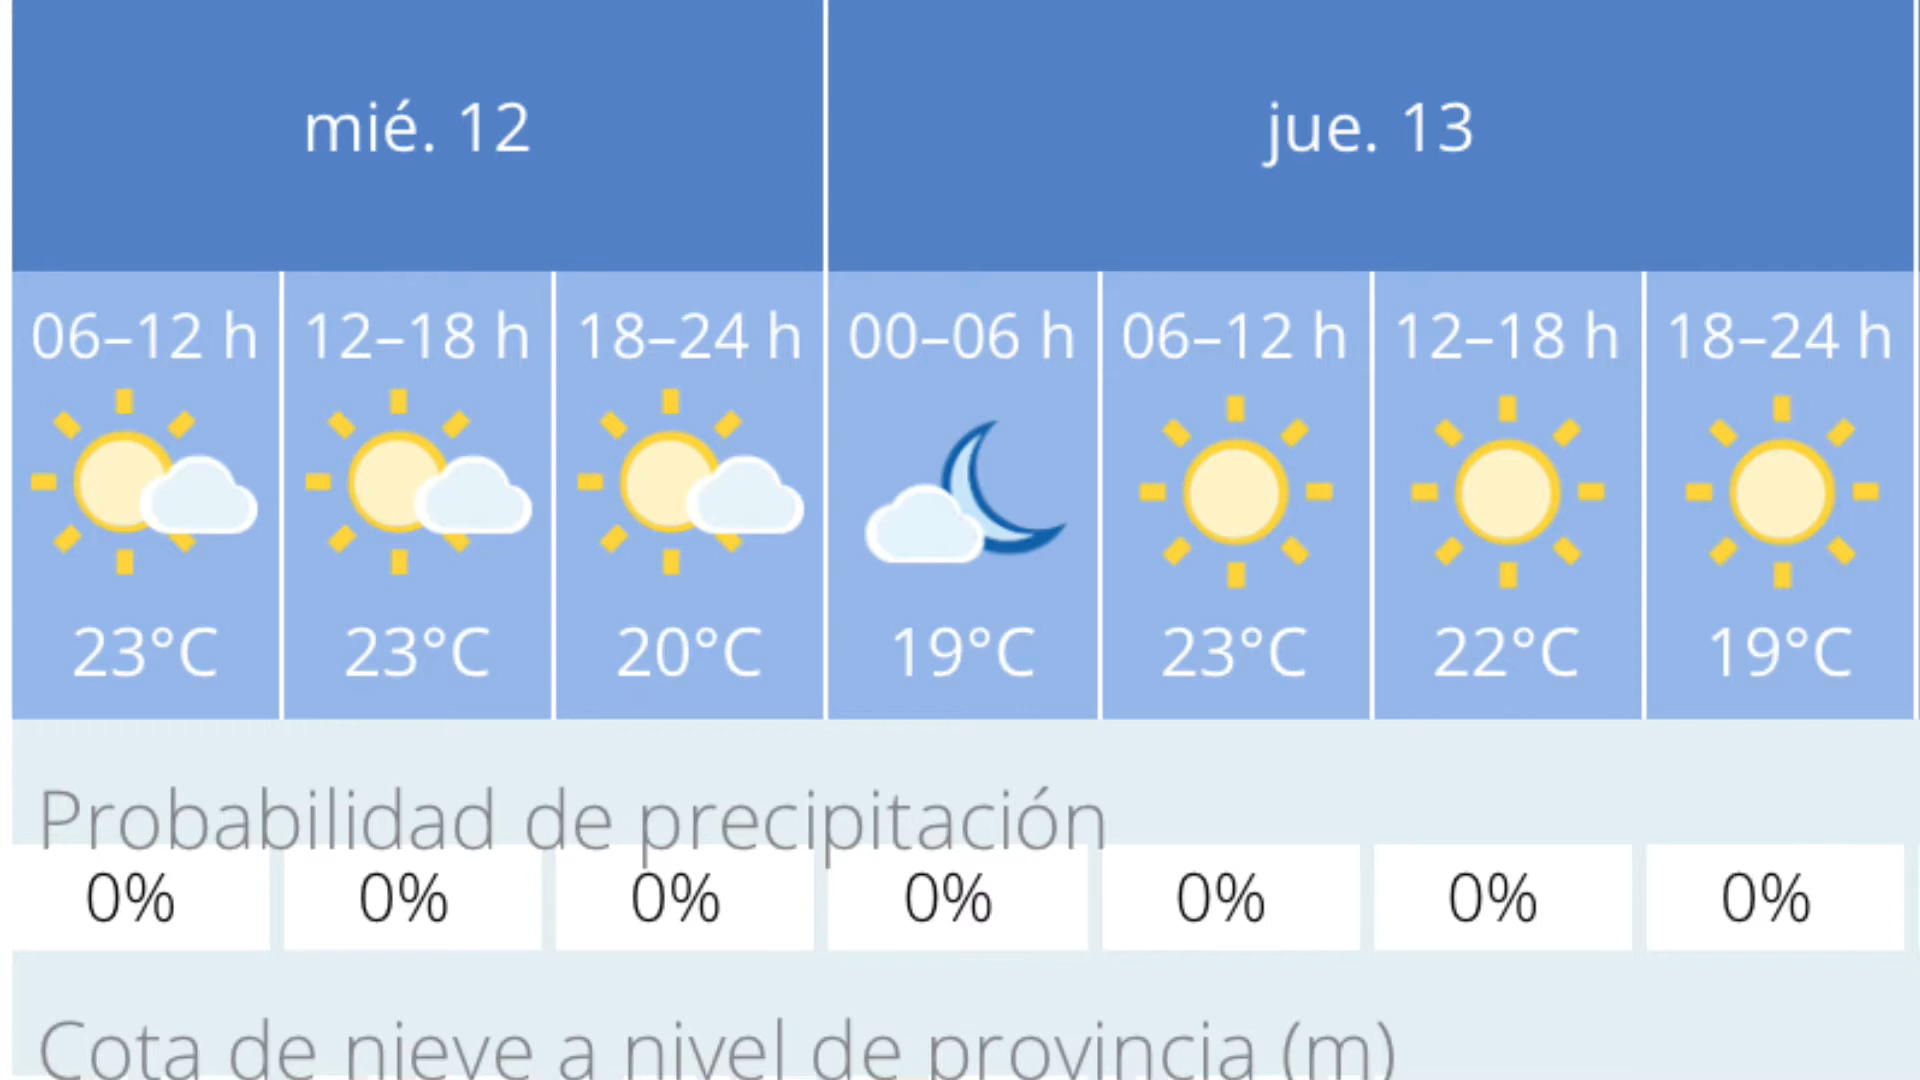 mié. 12 jue. 13
06–12 h 12–18 h 18–24 h 00–06 h 06–12 h 12–18 h 18–24 h
23°C 23°C 20°C 19°C 23°C 22°C 19°C
Probabilidad de precipitación
0% 0% 0% 0% 0% 0% 0%
Cota de nieve a nivel de provincia (m)